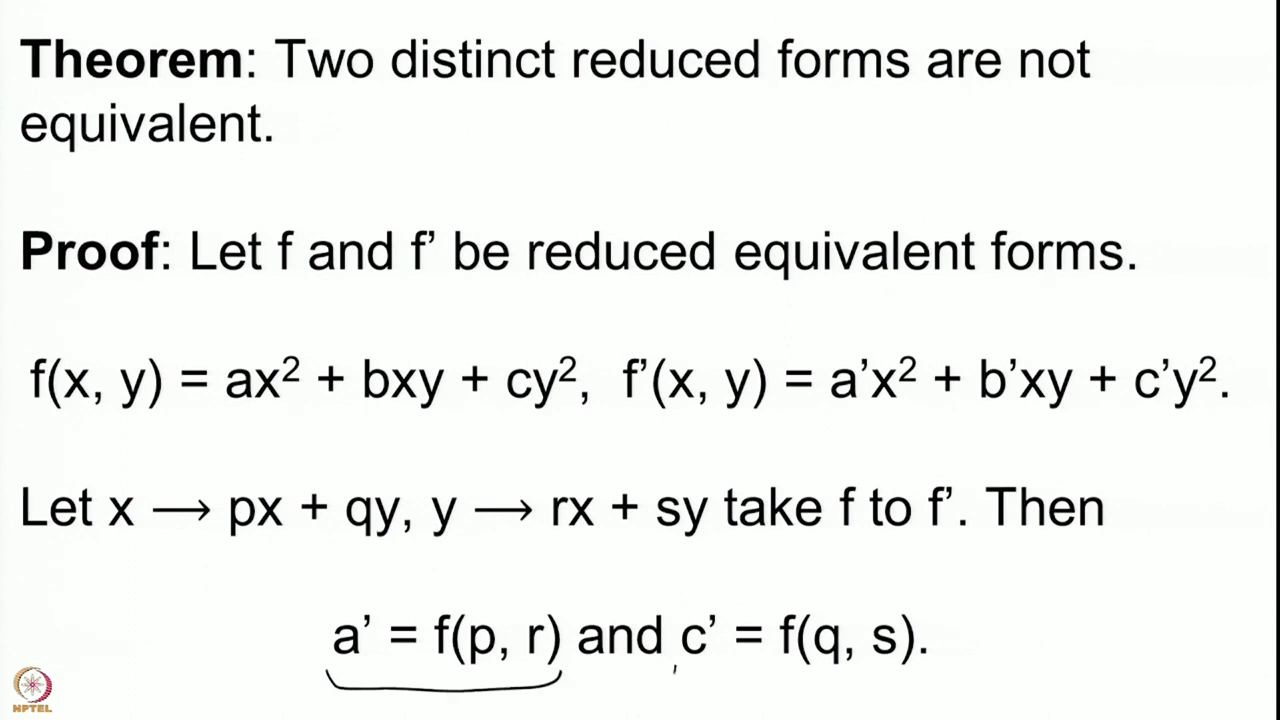 Theorem: Two distinct reduced forms are not
equivalent.
Proof: Let f and f’ be reduced equivalent forms.
f(x, y) = ax² + bxy + cy², f’(x, y) = a’x² + b’xy + c’y².
Let x ⟶ px + qy, y ⟶ rx + sy take f to f’. Then
a’ = f(p, r) and c’ = f(q, s).
NPTEL